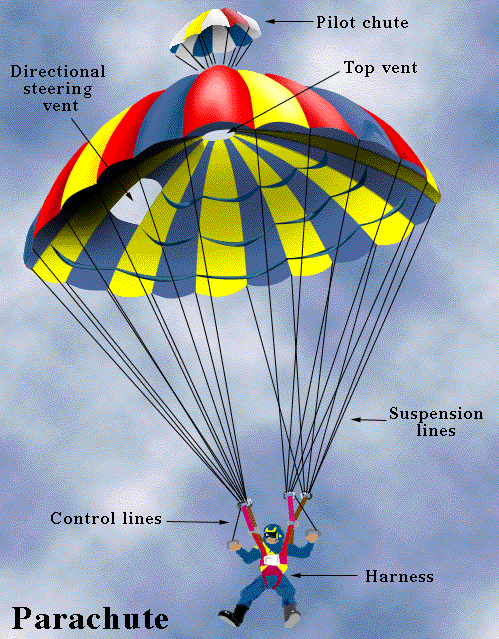 Pilot chute
Directional
steering
vent
Top vent
Suspension
lines
Control lines
Harness
Parachute